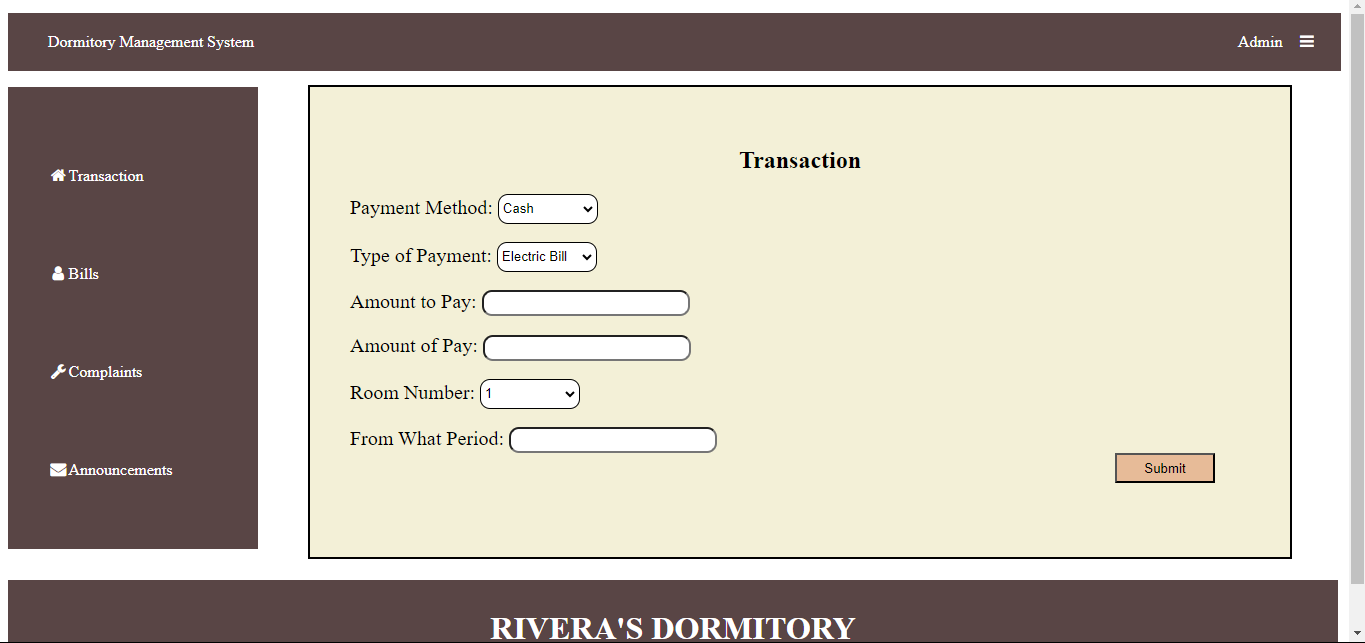 Dormitory Management System Admin
Transaction
Bills
Complaints
Announcements
Transaction
Payment Method: Cash
Type of Payment: Electric Bill
Amount to Pay:
Amount of Pay:
Room Number: 1
From What Period:
Submit
RIVERA'S DORMITORY